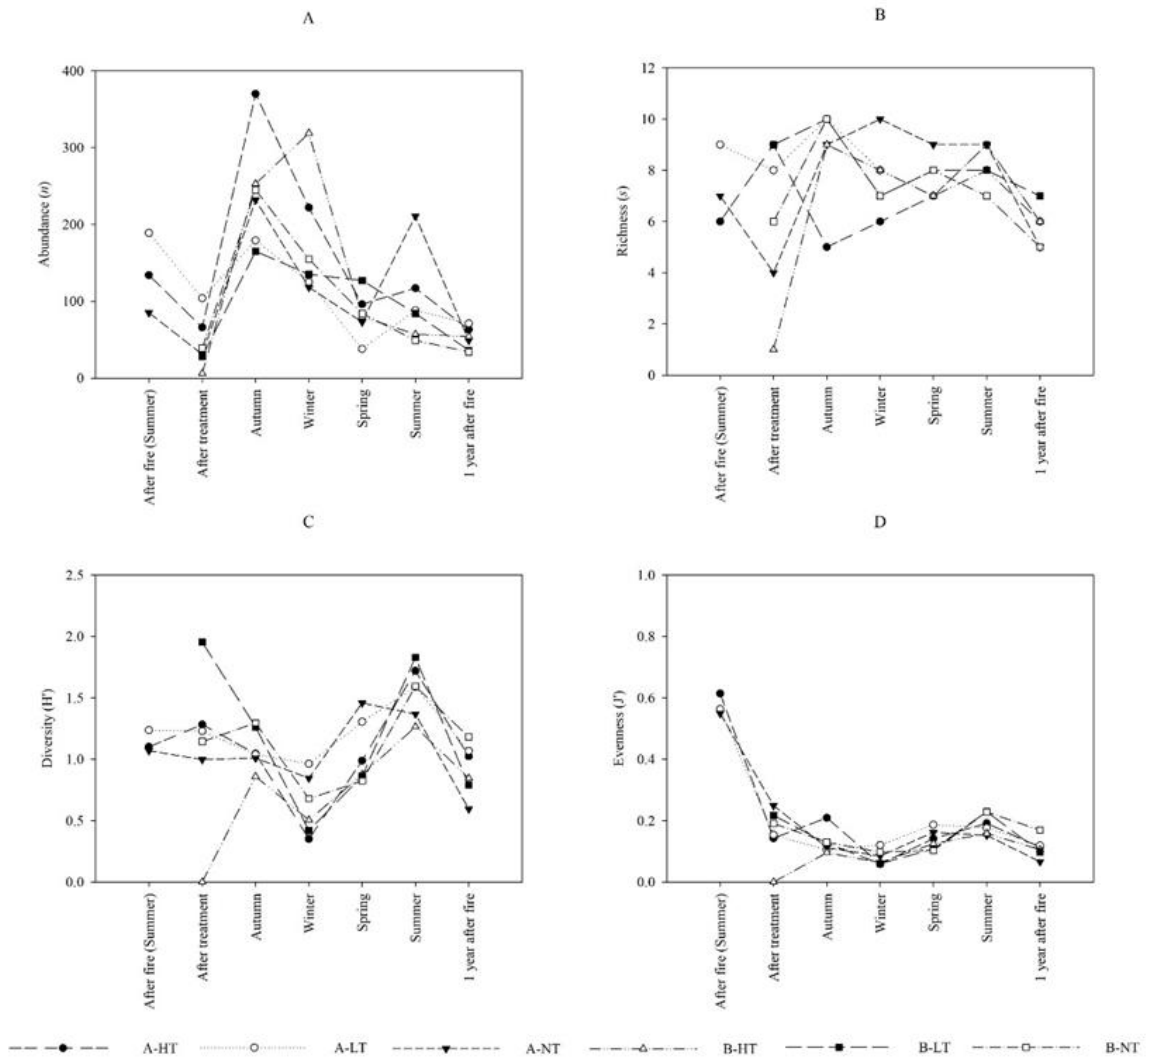 A
B
400
300
200
100
0
Abundance (n)
After fire (Summer)
After treatment
Autumn
Winter
Spring
Summer
1 year after fire
12
10
8
6
4
2
0
Richness (s)
After fire (Summer)
After treatment
Autumn
Winter
Spring
Summer
1 year after fire
C
D
2.5
2.0
1.5
1.0
0.5
0.0
Diversity (H')
After fire (Summer)
After treatment
Autumn
Winter
Spring
Summer
1 year after fire
1.0
0.8
0.6
0.4
0.2
0.0
Evenness (J')
After fire (Summer)
After treatment
Autumn
Winter
Spring
Summer
1 year after fire
A-HT A-LT A-NT B-HT B-LT B-NT